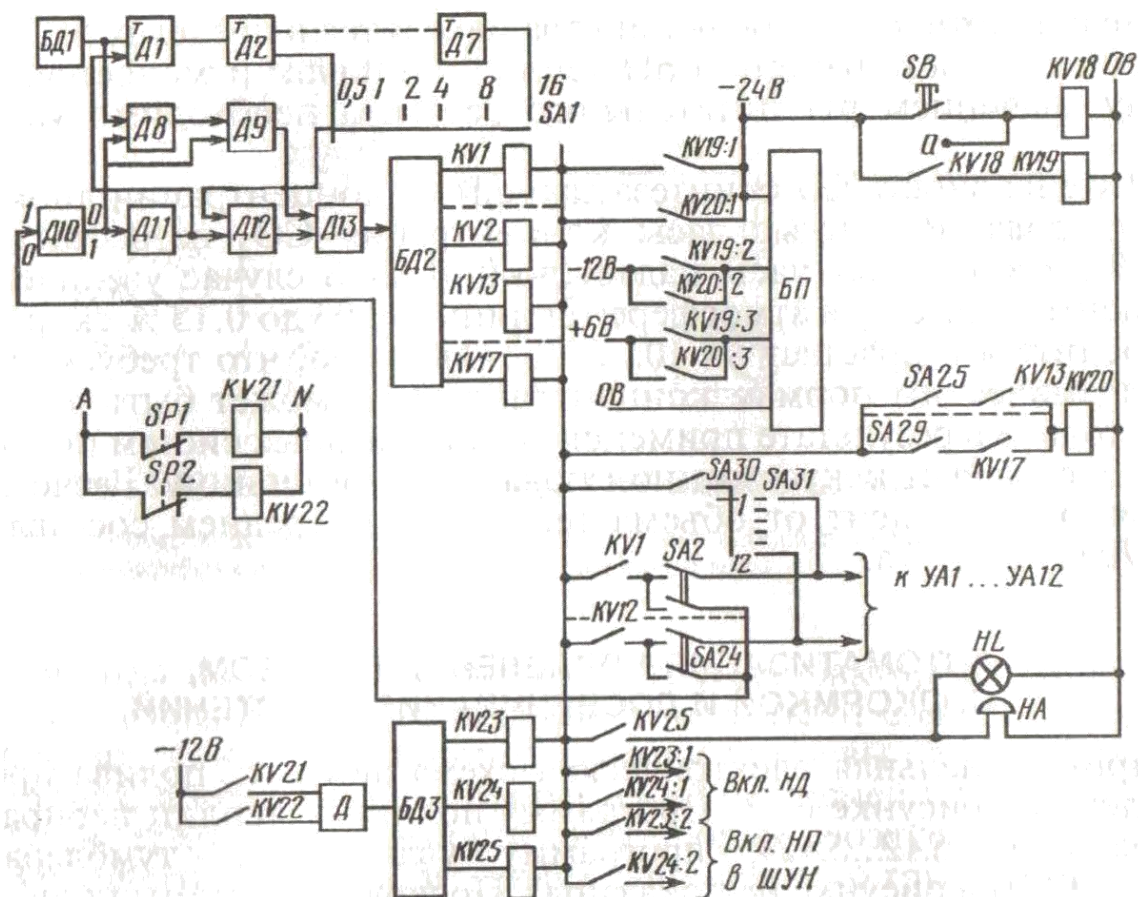 БД1
т Д1
т Д2
т Д7
0,5 1 2 4 8 16
SA1
Д8
Д9
1
0
Д10
0
1
Д11
Д12
Д13
БД2
KV1
KV2
KV13
KV17
-24В
KV19:1
KV20:1
-12В
KV19:2
KV20:2
+6В
KV19:3
KV20:3
0В
БП
SB
KV18
0В
а
KV18
KV19
SA25
KV13
KV20
SA29
KV17
A
N
SP1
KV21
SP2
KV22
SA30
SA31
1
12
KV1
SA2
KV12
SA24
к УА1 ... УА12
HL
HA
-12В
KV21
KV22
Д
БД3
KV23
KV24
KV25
KV25
KV23:1
KV24:1
Вкл. НД
KV23:2
KV24:2
Вкл. НП
в ШУН